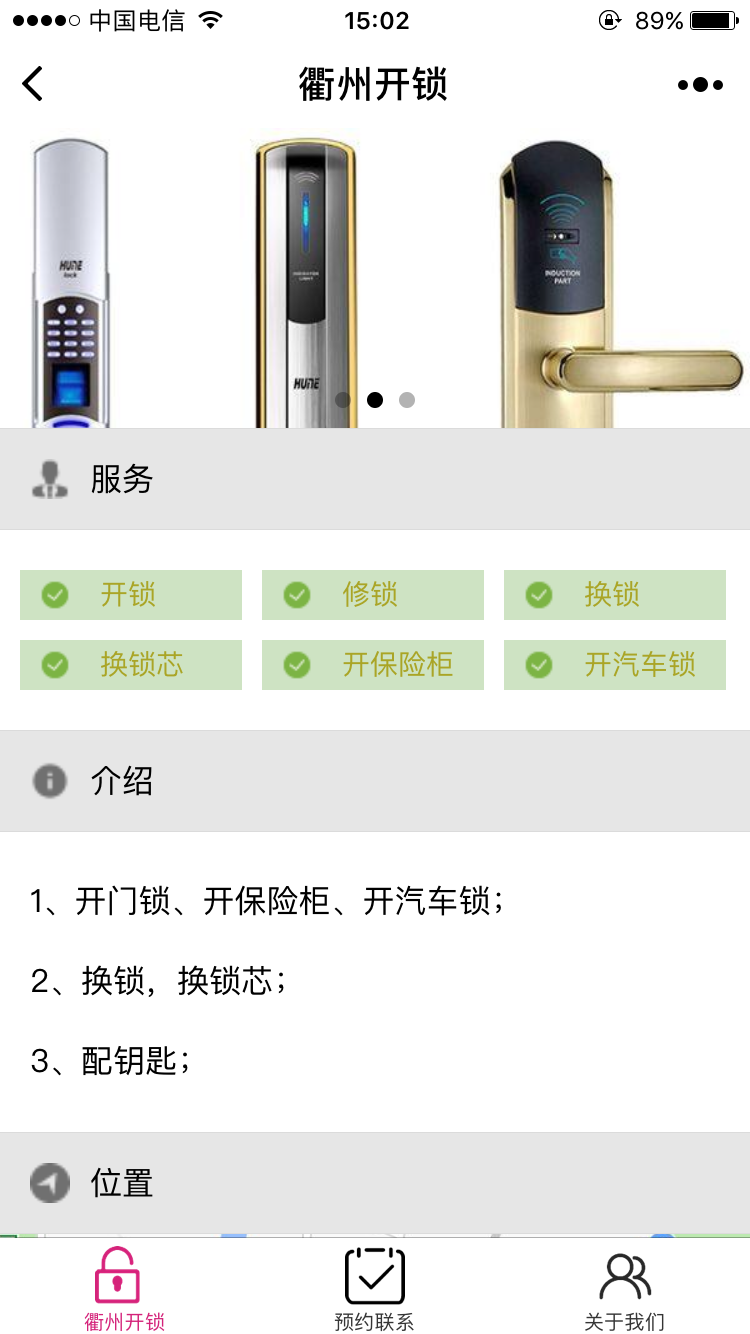 中国电信 15:02 89%
衢州开锁
HUNE
lock
INDUCTION
PART
HUNE
服务
开锁 修锁 换锁
换锁芯 开保险柜 开汽车锁
介绍
1、开门锁、开保险柜、开汽车锁；
2、换锁，换锁芯；
3、配钥匙；
位置
衢州开锁 预约联系 关于我们